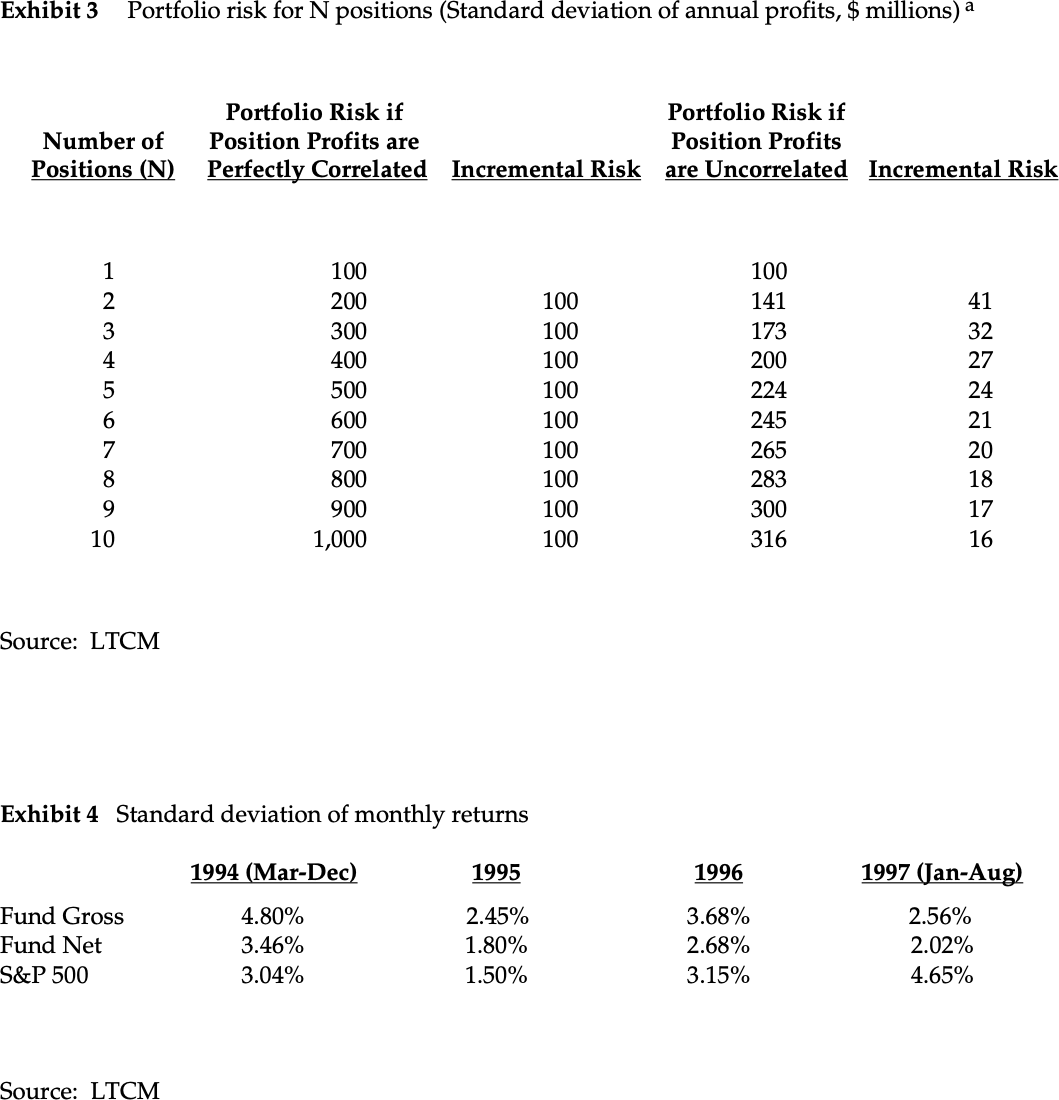 Exhibit 3 Portfolio risk for N positions (Standard deviation of annual profits, $ millions) a
Portfolio Risk if Portfolio Risk if
Number of Position Profits are Position Profits
Positions (N) Perfectly Correlated Incremental Risk are Uncorrelated Incremental Risk
1 100 100
2 200 100 141 41
3 300 100 173 32
4 400 100 200 27
5 500 100 224 24
6 600 100 245 21
7 700 100 265 20
8 800 100 283 18
9 900 100 300 17
10 1,000 100 316 16
Source: LTCM
Exhibit 4 Standard deviation of monthly returns
1994 (Mar-Dec) 1995 1996 1997 (Jan-Aug)
Fund Gross 4.80% 2.45% 3.68% 2.56%
Fund Net 3.46% 1.80% 2.68% 2.02%
S&P 500 3.04% 1.50% 3.15% 4.65%
Source: LTCM